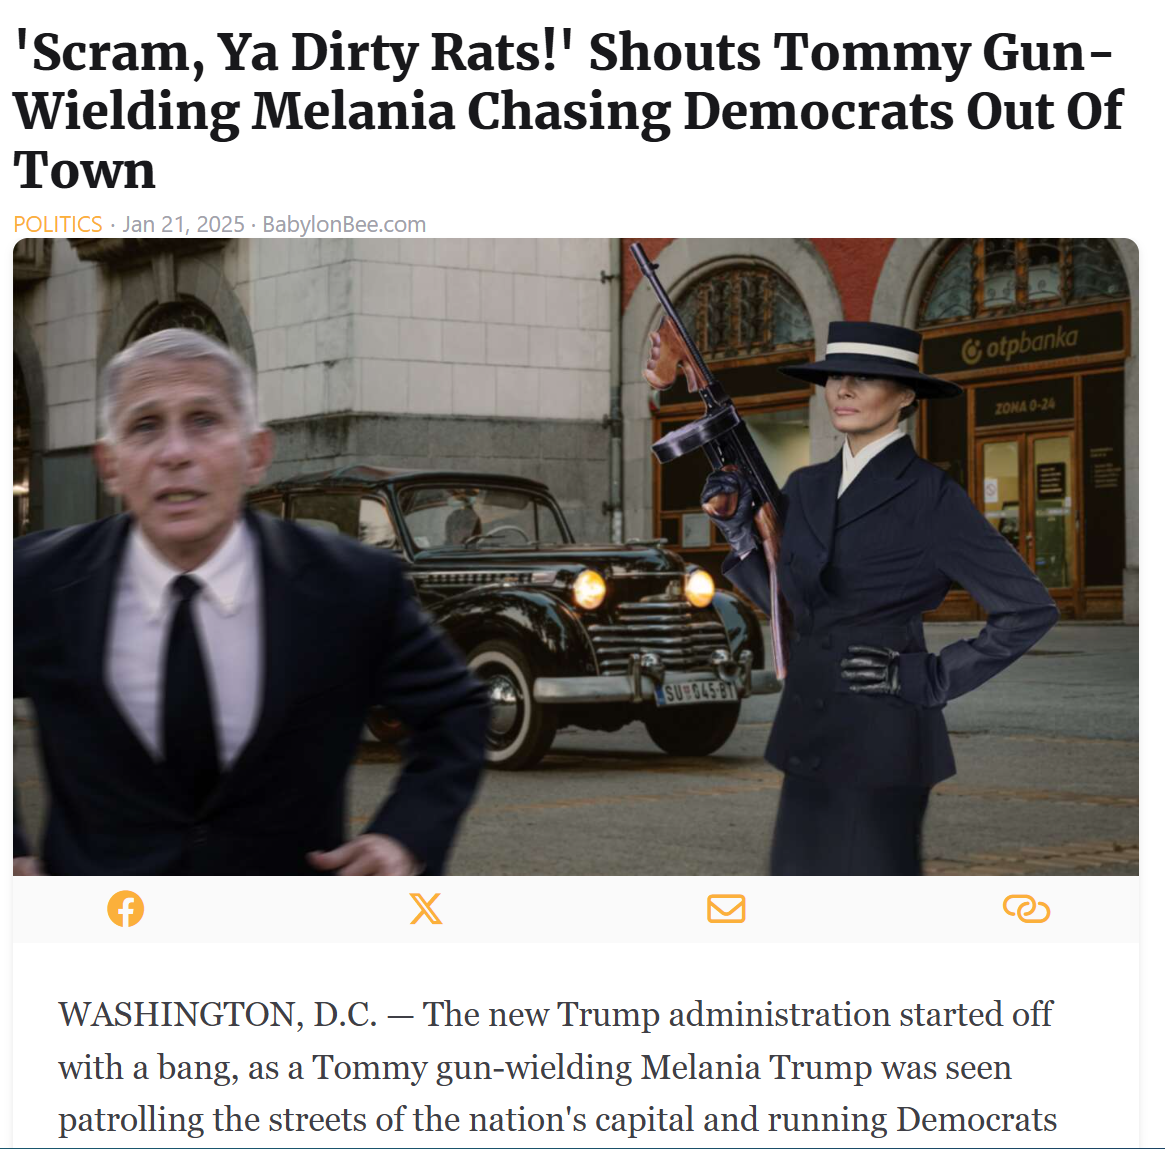 'Scram, Ya Dirty Rats!' Shouts Tommy Gun-
Wielding Melania Chasing Democrats Out Of
Town
POLITICS · Jan 21, 2025 · BabylonBee.com
otpbanka
ZONA 0-24
SU 045-BT
WASHINGTON, D.C. — The new Trump administration started off
with a bang, as a Tommy gun-wielding Melania Trump was seen
patrolling the streets of the nation's capital and running Democrats